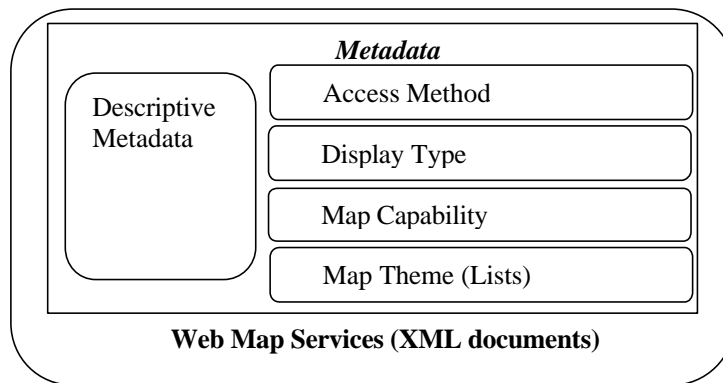 Metadata
Descriptive
Metadata
Access Method
Display Type
Map Capability
Map Theme (Lists)
Web Map Services (XML documents)